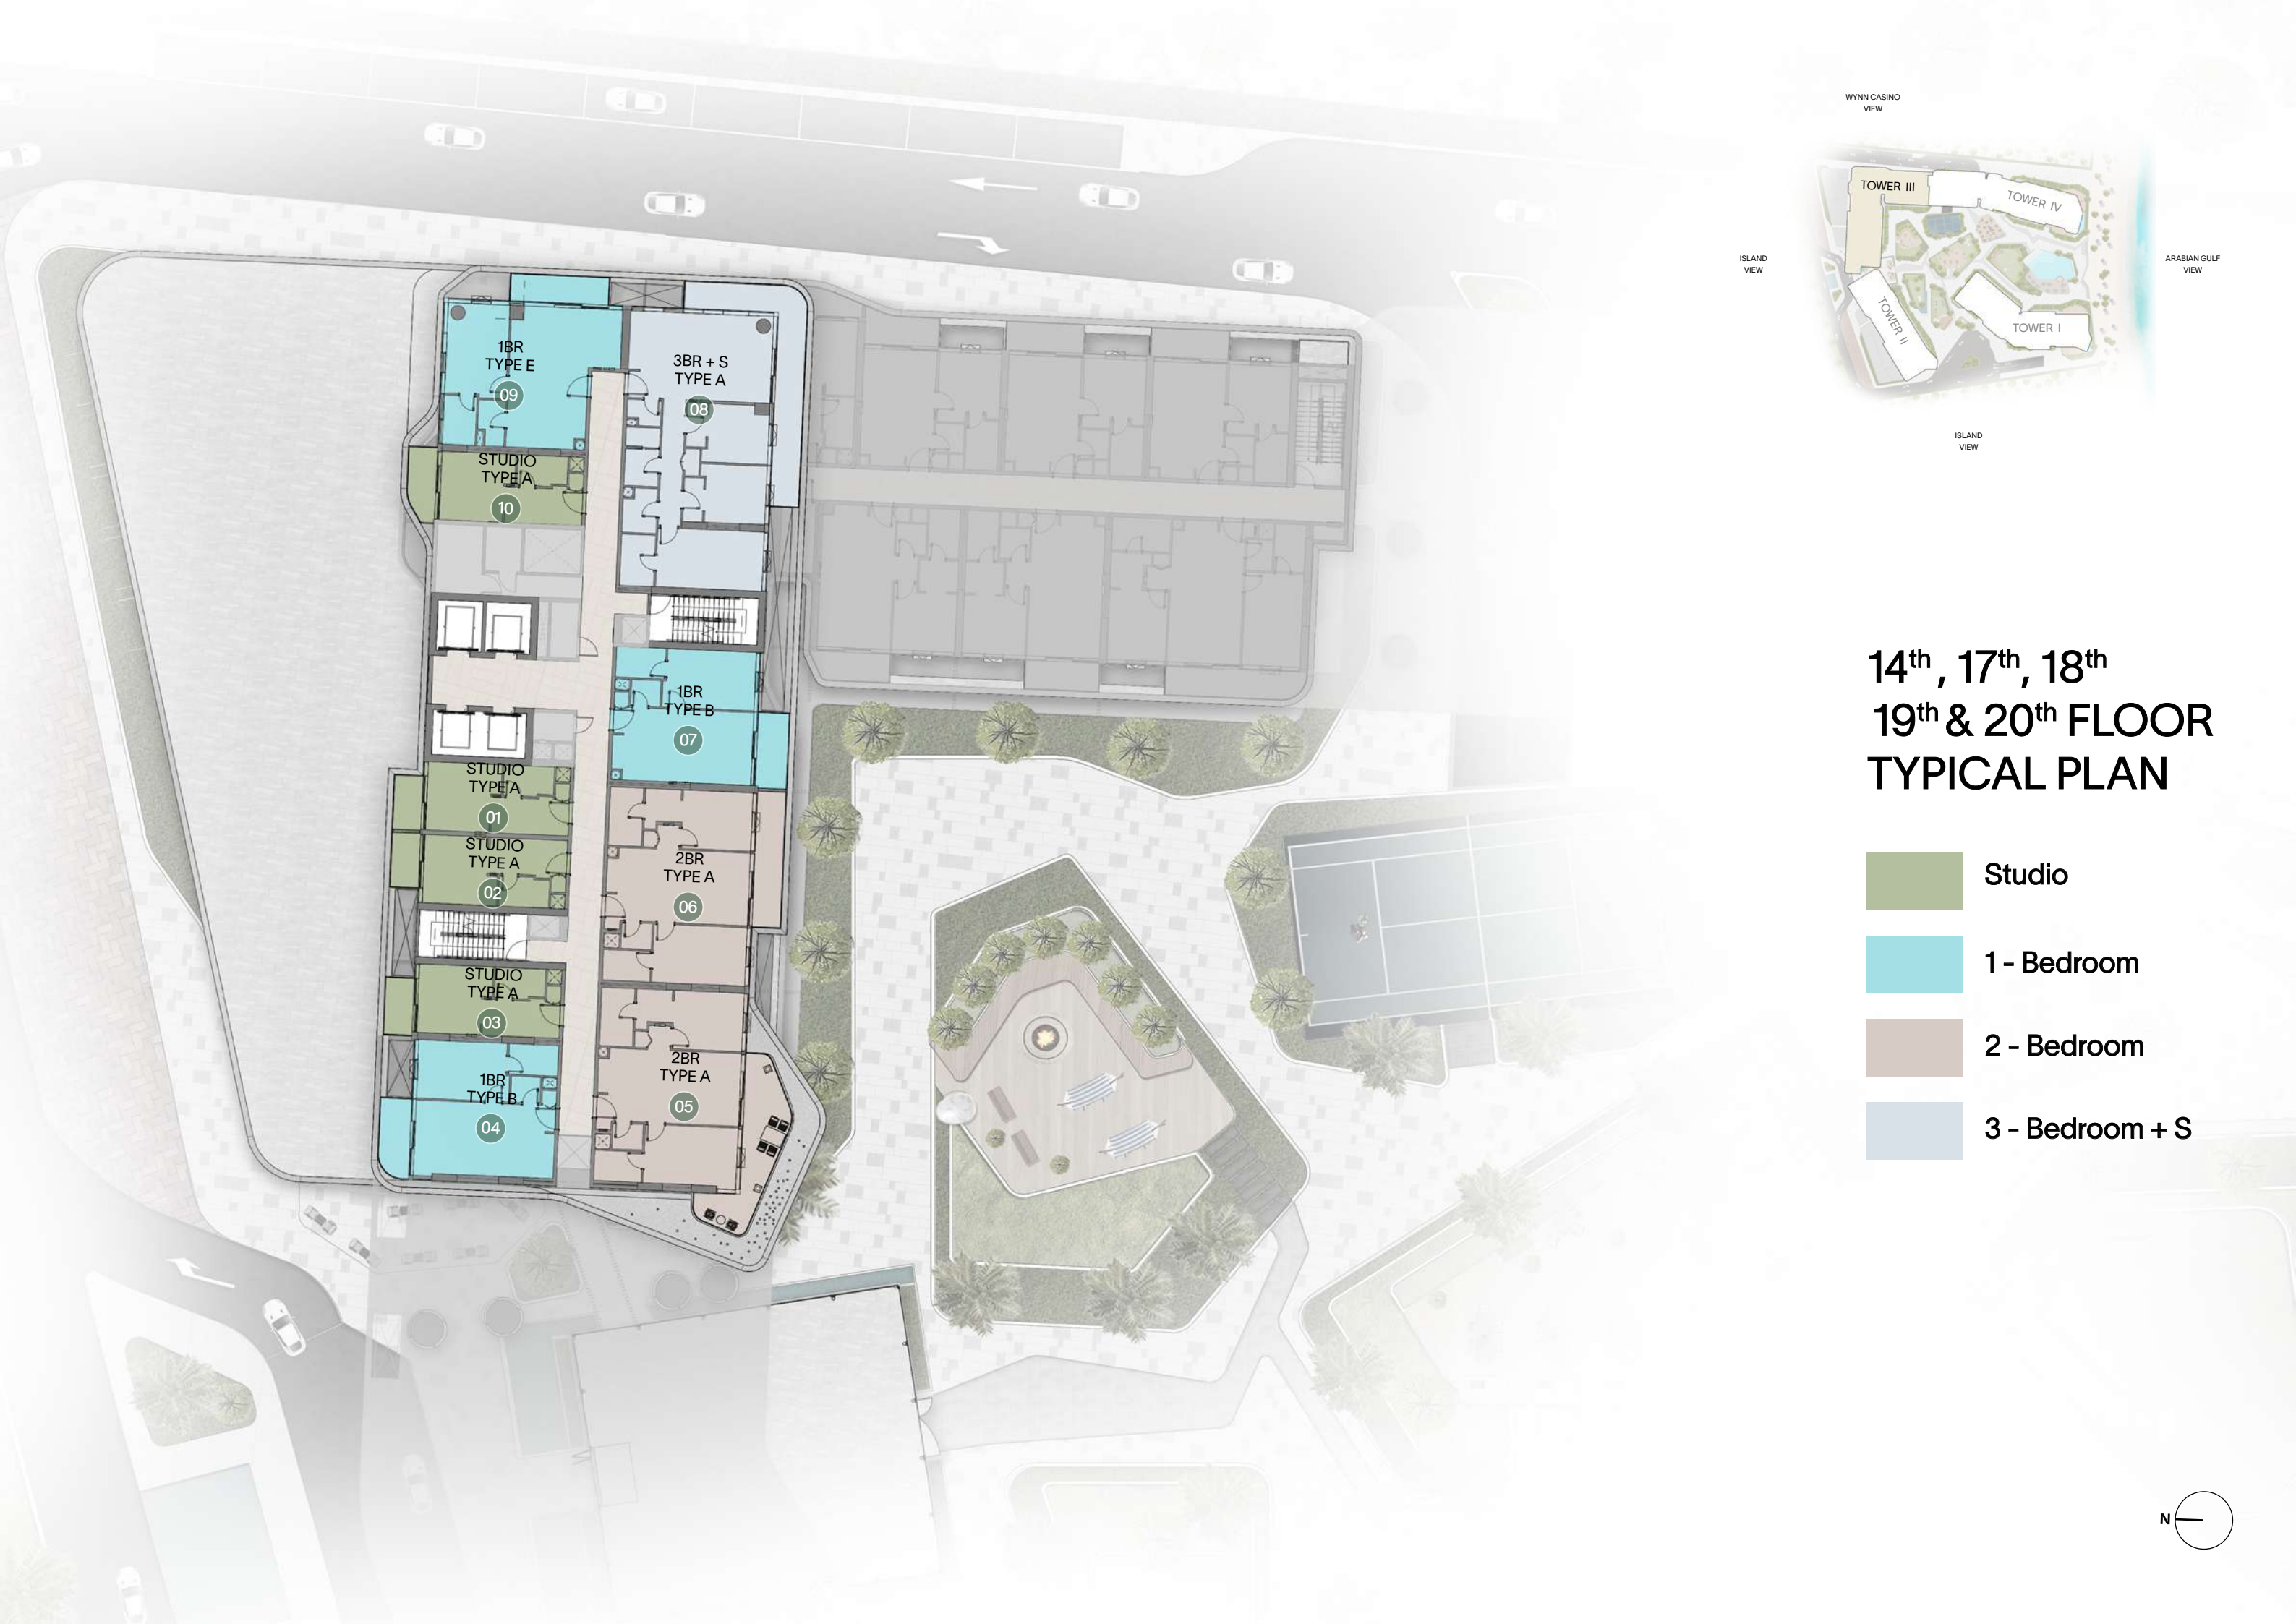 WYNN CASINO
VIEW
TOWER III
TOWER IV
ISLAND
VIEW
ARABIAN GULF
VIEW
TOWER II
TOWER I
ISLAND
VIEW
1BR
TYPE E
09
3BR + S
TYPE A
08
STUDIO
TYPE A
10
1BR
TYPE B
07
STUDIO
TYPE A
01
STUDIO
TYPE A
02
2BR
TYPE A
06
STUDIO
TYPE A
03
1BR
TYPE B
04
2BR
TYPE A
05
14th, 17th, 18th
19th & 20th FLOOR
TYPICAL PLAN
Studio
1 - Bedroom
2 - Bedroom
3 - Bedroom + S
N